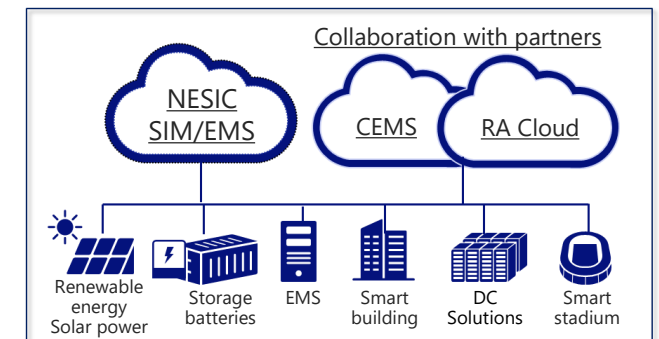 Collaboration with partners
NESIC
SIM/EMS
CEMS
RA Cloud
Renewable
energy
Solar power
Storage
batteries
EMS
Smart
building
DC
Solutions
Smart
stadium